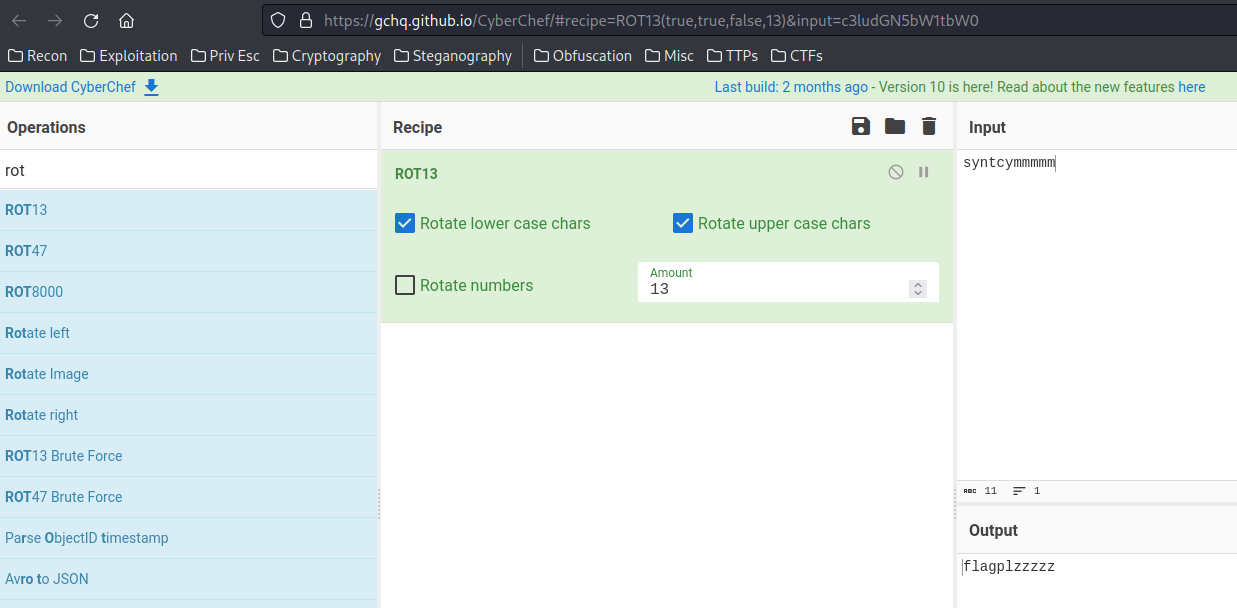 https://gchq.github.io/CyberChef/#recipe=ROT13(true,true,false,13)&input=c3ludGN5bW1tbW0
Recon Exploitation Priv Esc Cryptography Steganography Obfuscation Misc TTPs CTFs
Download CyberChef Last build: 2 months ago - Version 10 is here! Read about the new features here
Operations
rot
ROT13
ROT47
ROT8000
Rotate left
Rotate Image
Rotate right
ROT13 Brute Force
ROT47 Brute Force
Parse ObjectID timestamp
Avro to JSON
Recipe
ROT13
Rotate lower case chars Rotate upper case chars
Rotate numbers
Amount
13
Input
syntcymmmmm
ABC 11 1
Output
flagplzzzzz